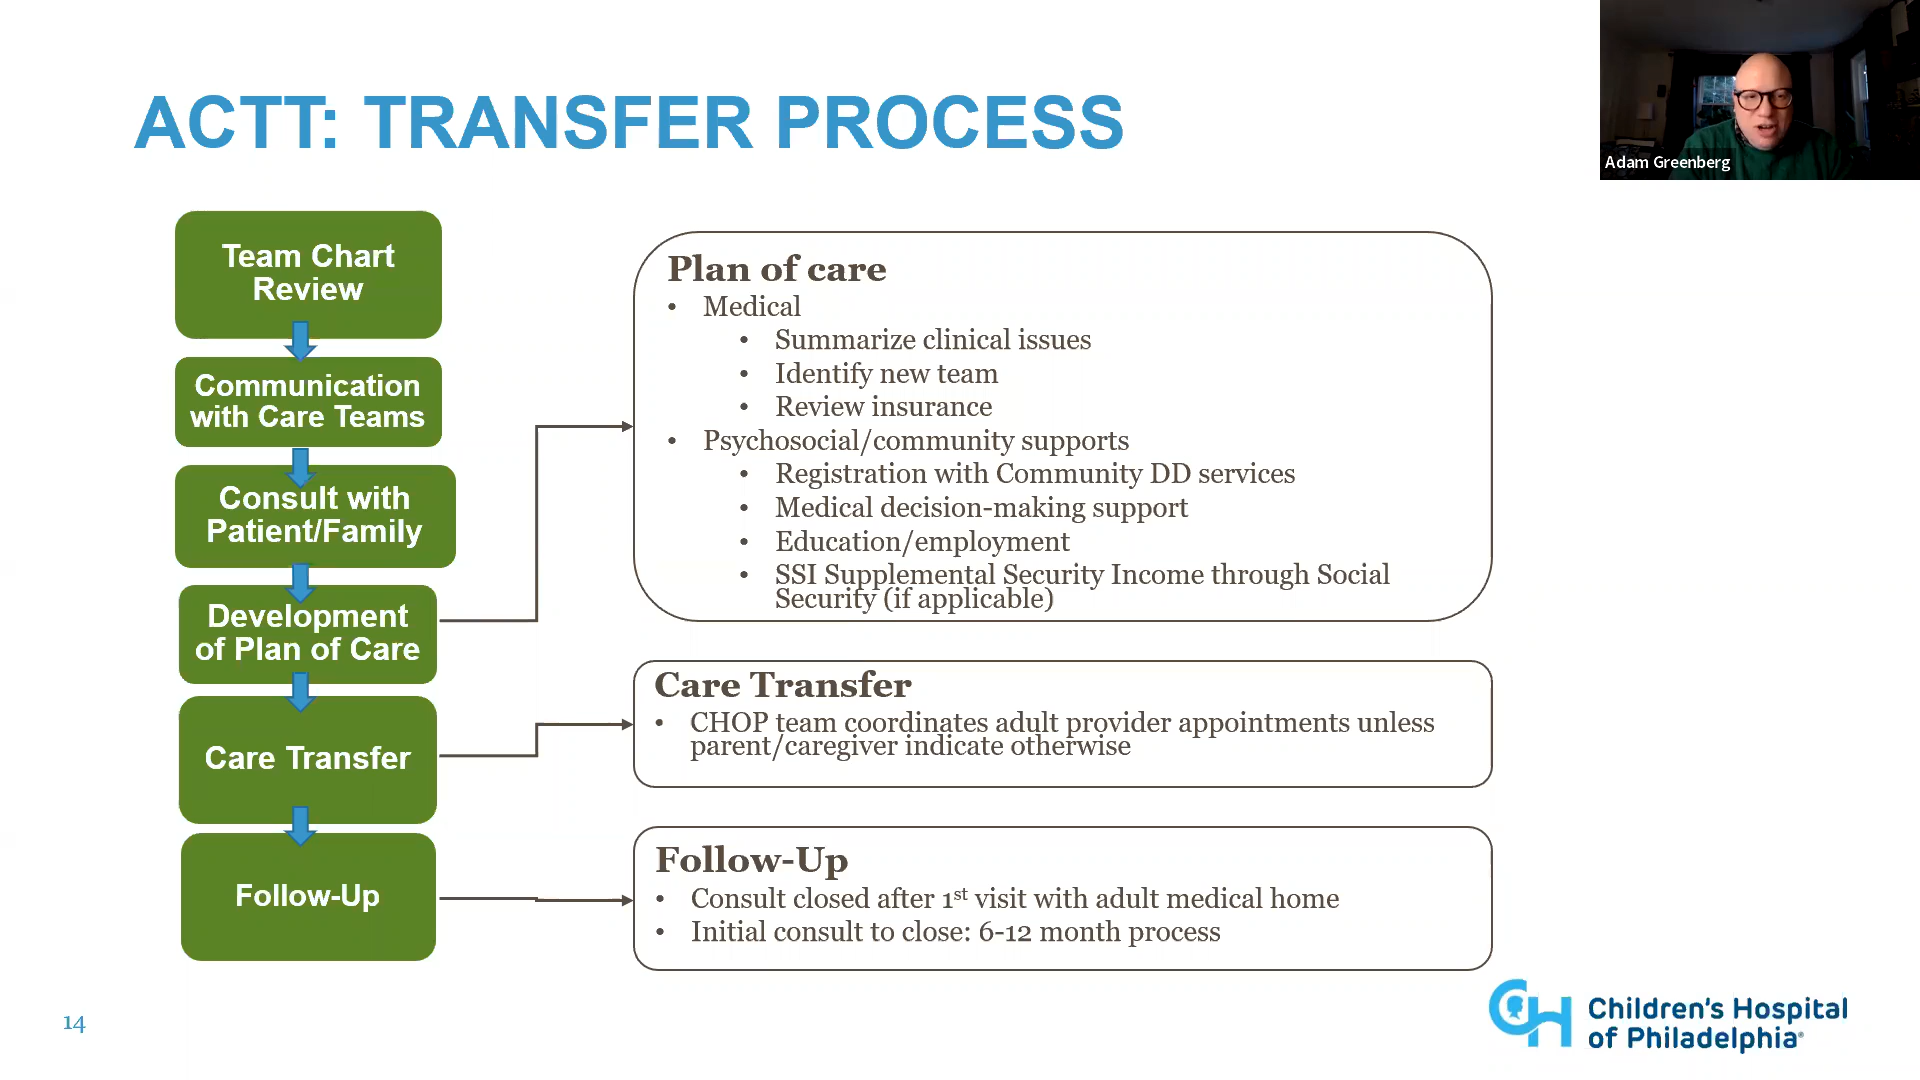 ACTT: TRANSFER PROCESS
Adam Greenberg
Team Chart
Review
Communication
with Care Teams
Consult with
Patient/Family
Development
of Plan of Care
Care Transfer
Follow-Up
Plan of care
• Medical
• Summarize clinical issues
• Identify new team
• Review insurance
• Psychosocial/community supports
• Registration with Community DD services
• Medical decision-making support
• Education/employment
• SSI Supplemental Security Income through Social
Security (if applicable)
Care Transfer
• CHOP team coordinates adult provider appointments unless
parent/caregiver indicate otherwise
Follow-Up
• Consult closed after 1st visit with adult medical home
• Initial consult to close: 6-12 month process
14
CH
Children's Hospital
of Philadelphia®